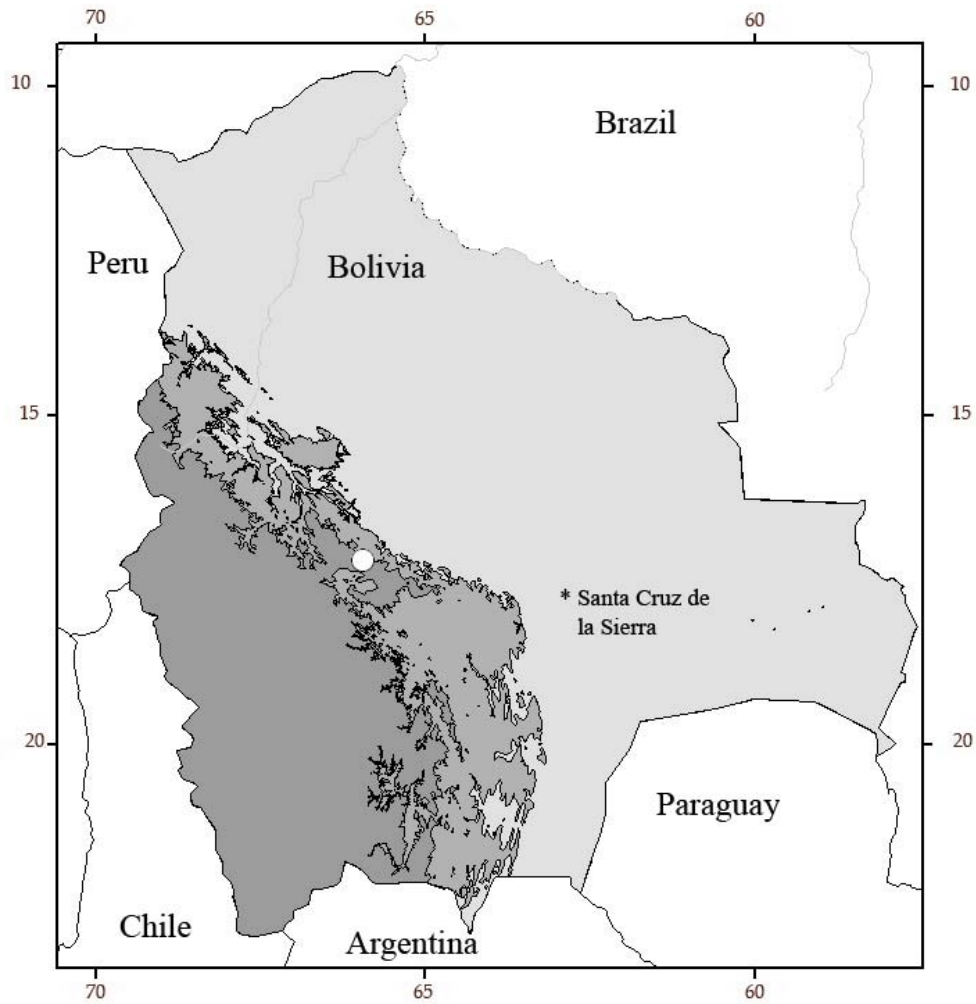 70 65 60
10 10
Brazil
Peru
Bolivia
15 15
* Santa Cruz de
la Sierra
20 20
Paraguay
Chile
Argentina
70 65 60